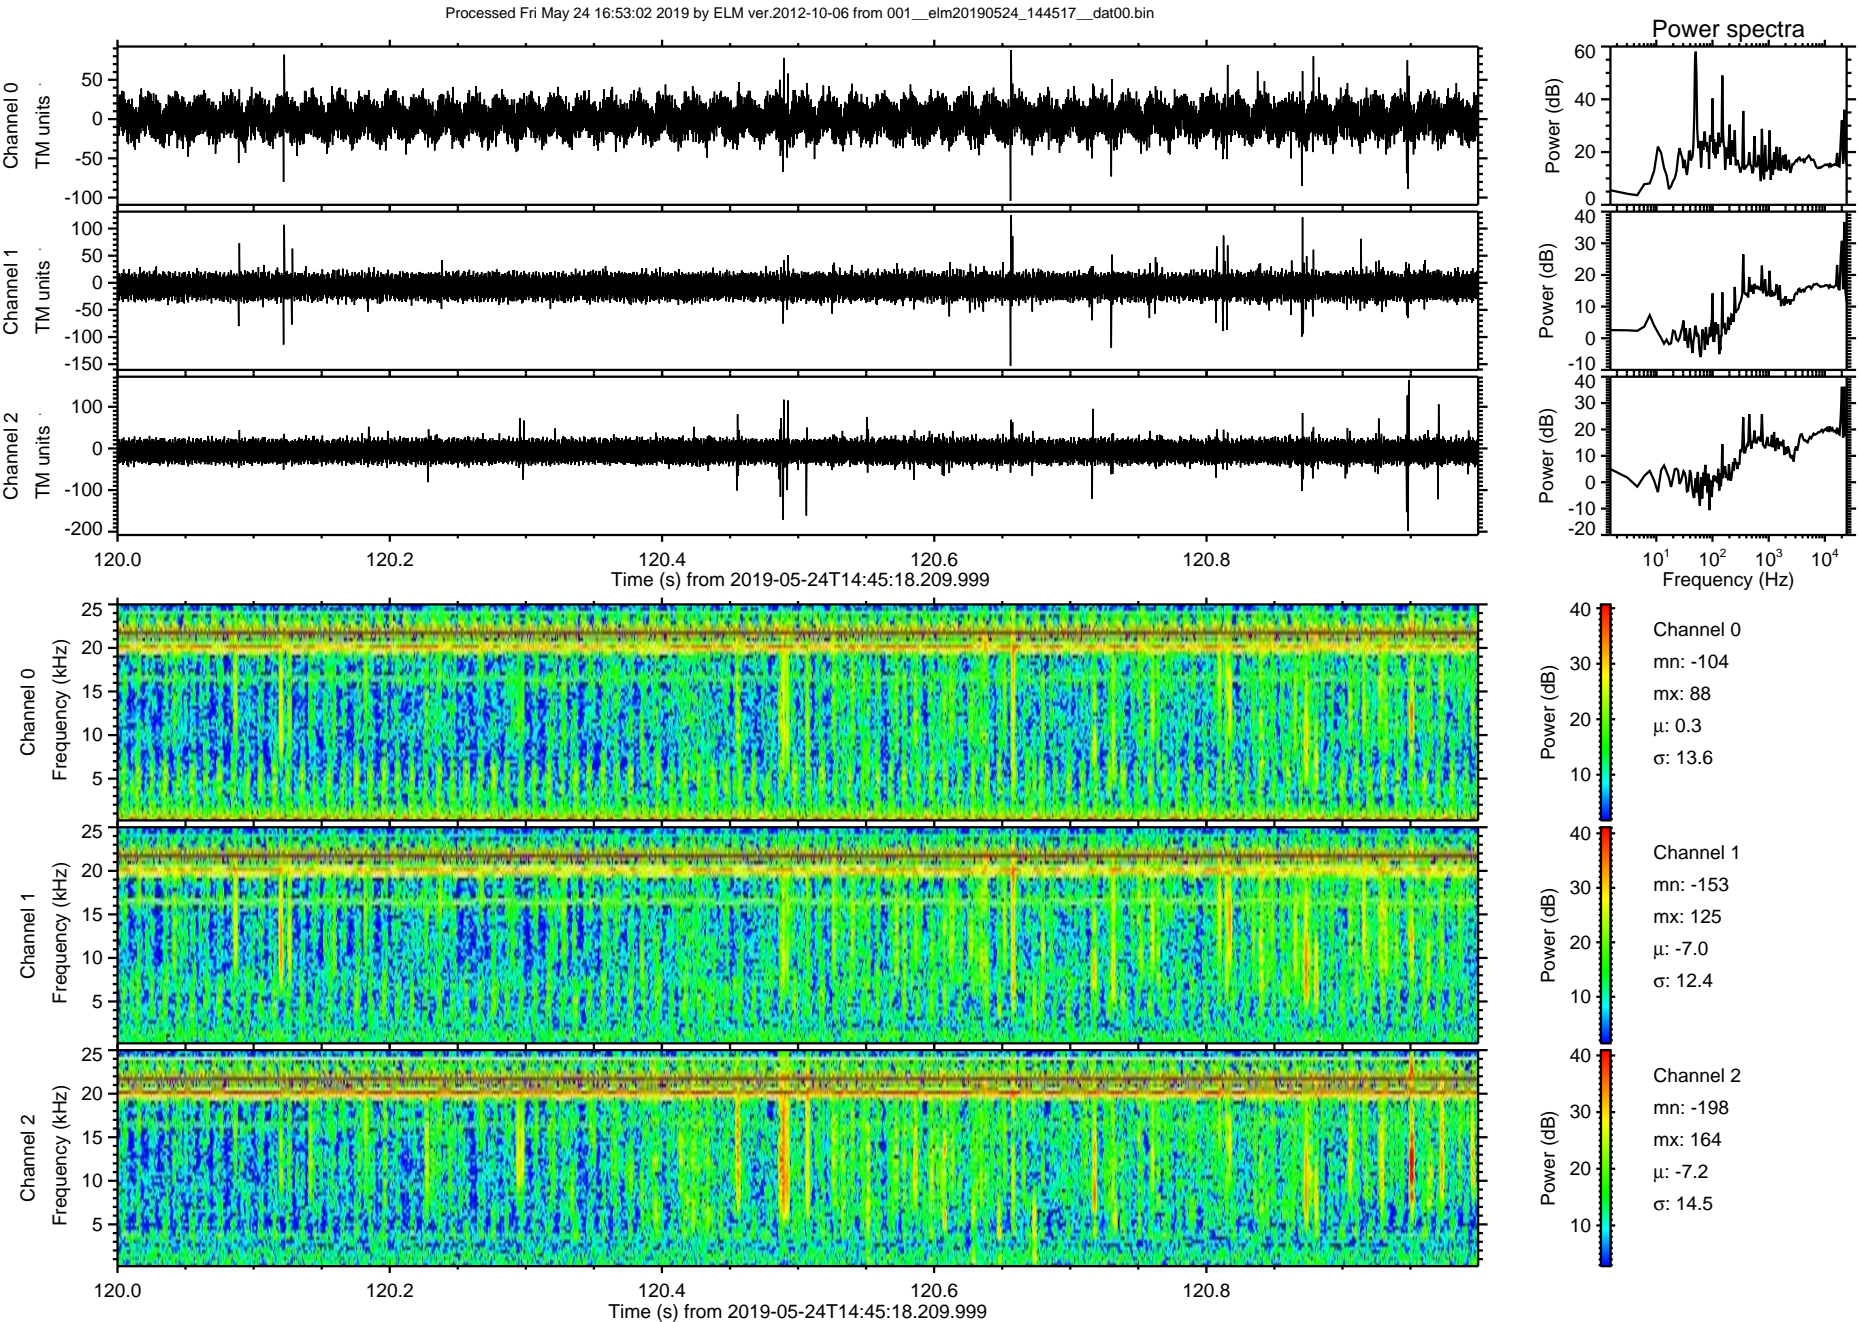 Processed Fri May 24 16:53:02 2019 by ELM ver.2012-10-06 from 001__elm20190524_144517__dat00.bin
Power spectra
Channel 0
TM units
50
0
-50
-100
Power (dB)
60
40
20
0
Channel 1
TM units
100
50
0
-50
-100
-150
Power (dB)
40
30
20
10
0
-10
Channel 2
TM units
100
0
-100
-200
Power (dB)
40
30
20
10
0
-10
-20
120.0 120.2 120.4 120.6 120.8
Time (s) from 2019-05-24T14:45:18.209.999
10¹ 10² 10³ 10⁴
Frequency (Hz)
Channel 0
Frequency (kHz)
25
20
15
10
5
Power (dB)
40
30
20
10
Channel 0
mn: -104
mx: 88
μ: 0.3
σ: 13.6
Channel 1
Frequency (kHz)
25
20
15
10
5
Power (dB)
40
30
20
10
Channel 1
mn: -153
mx: 125
μ: -7.0
σ: 12.4
Channel 2
Frequency (kHz)
25
20
15
10
5
Power (dB)
40
30
20
10
Channel 2
mn: -198
mx: 164
μ: -7.2
σ: 14.5
120.0 120.2 120.4 120.6 120.8
Time (s) from 2019-05-24T14:45:18.209.999